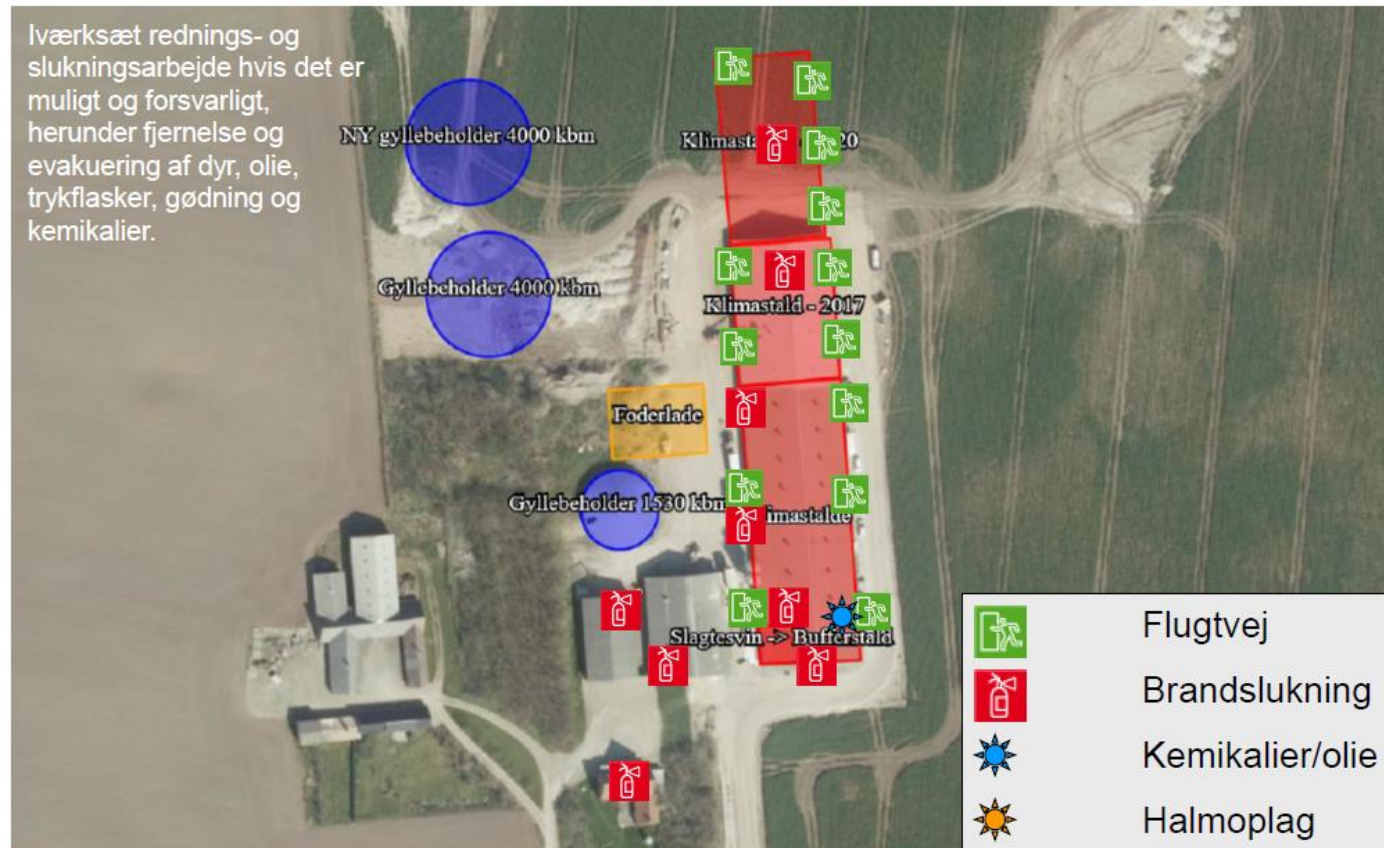 Iværksæt rednings- og
slukningsarbejde hvis det er
muligt og forsvarligt,
herunder fjernelse og
evakuering af dyr, olie,
trykflasker, gødning og
kemikalier.
NY gyllebeholder 4000 kbm
Gyllebeholder 4000 kbm
Klimastald - 2017
Foderlade
Gyllebeholder 1530 kbm
Slagtesvin -> Bufferstald
Flugtvej
Brandslukning
Kemikalier/olie
Halmoplag